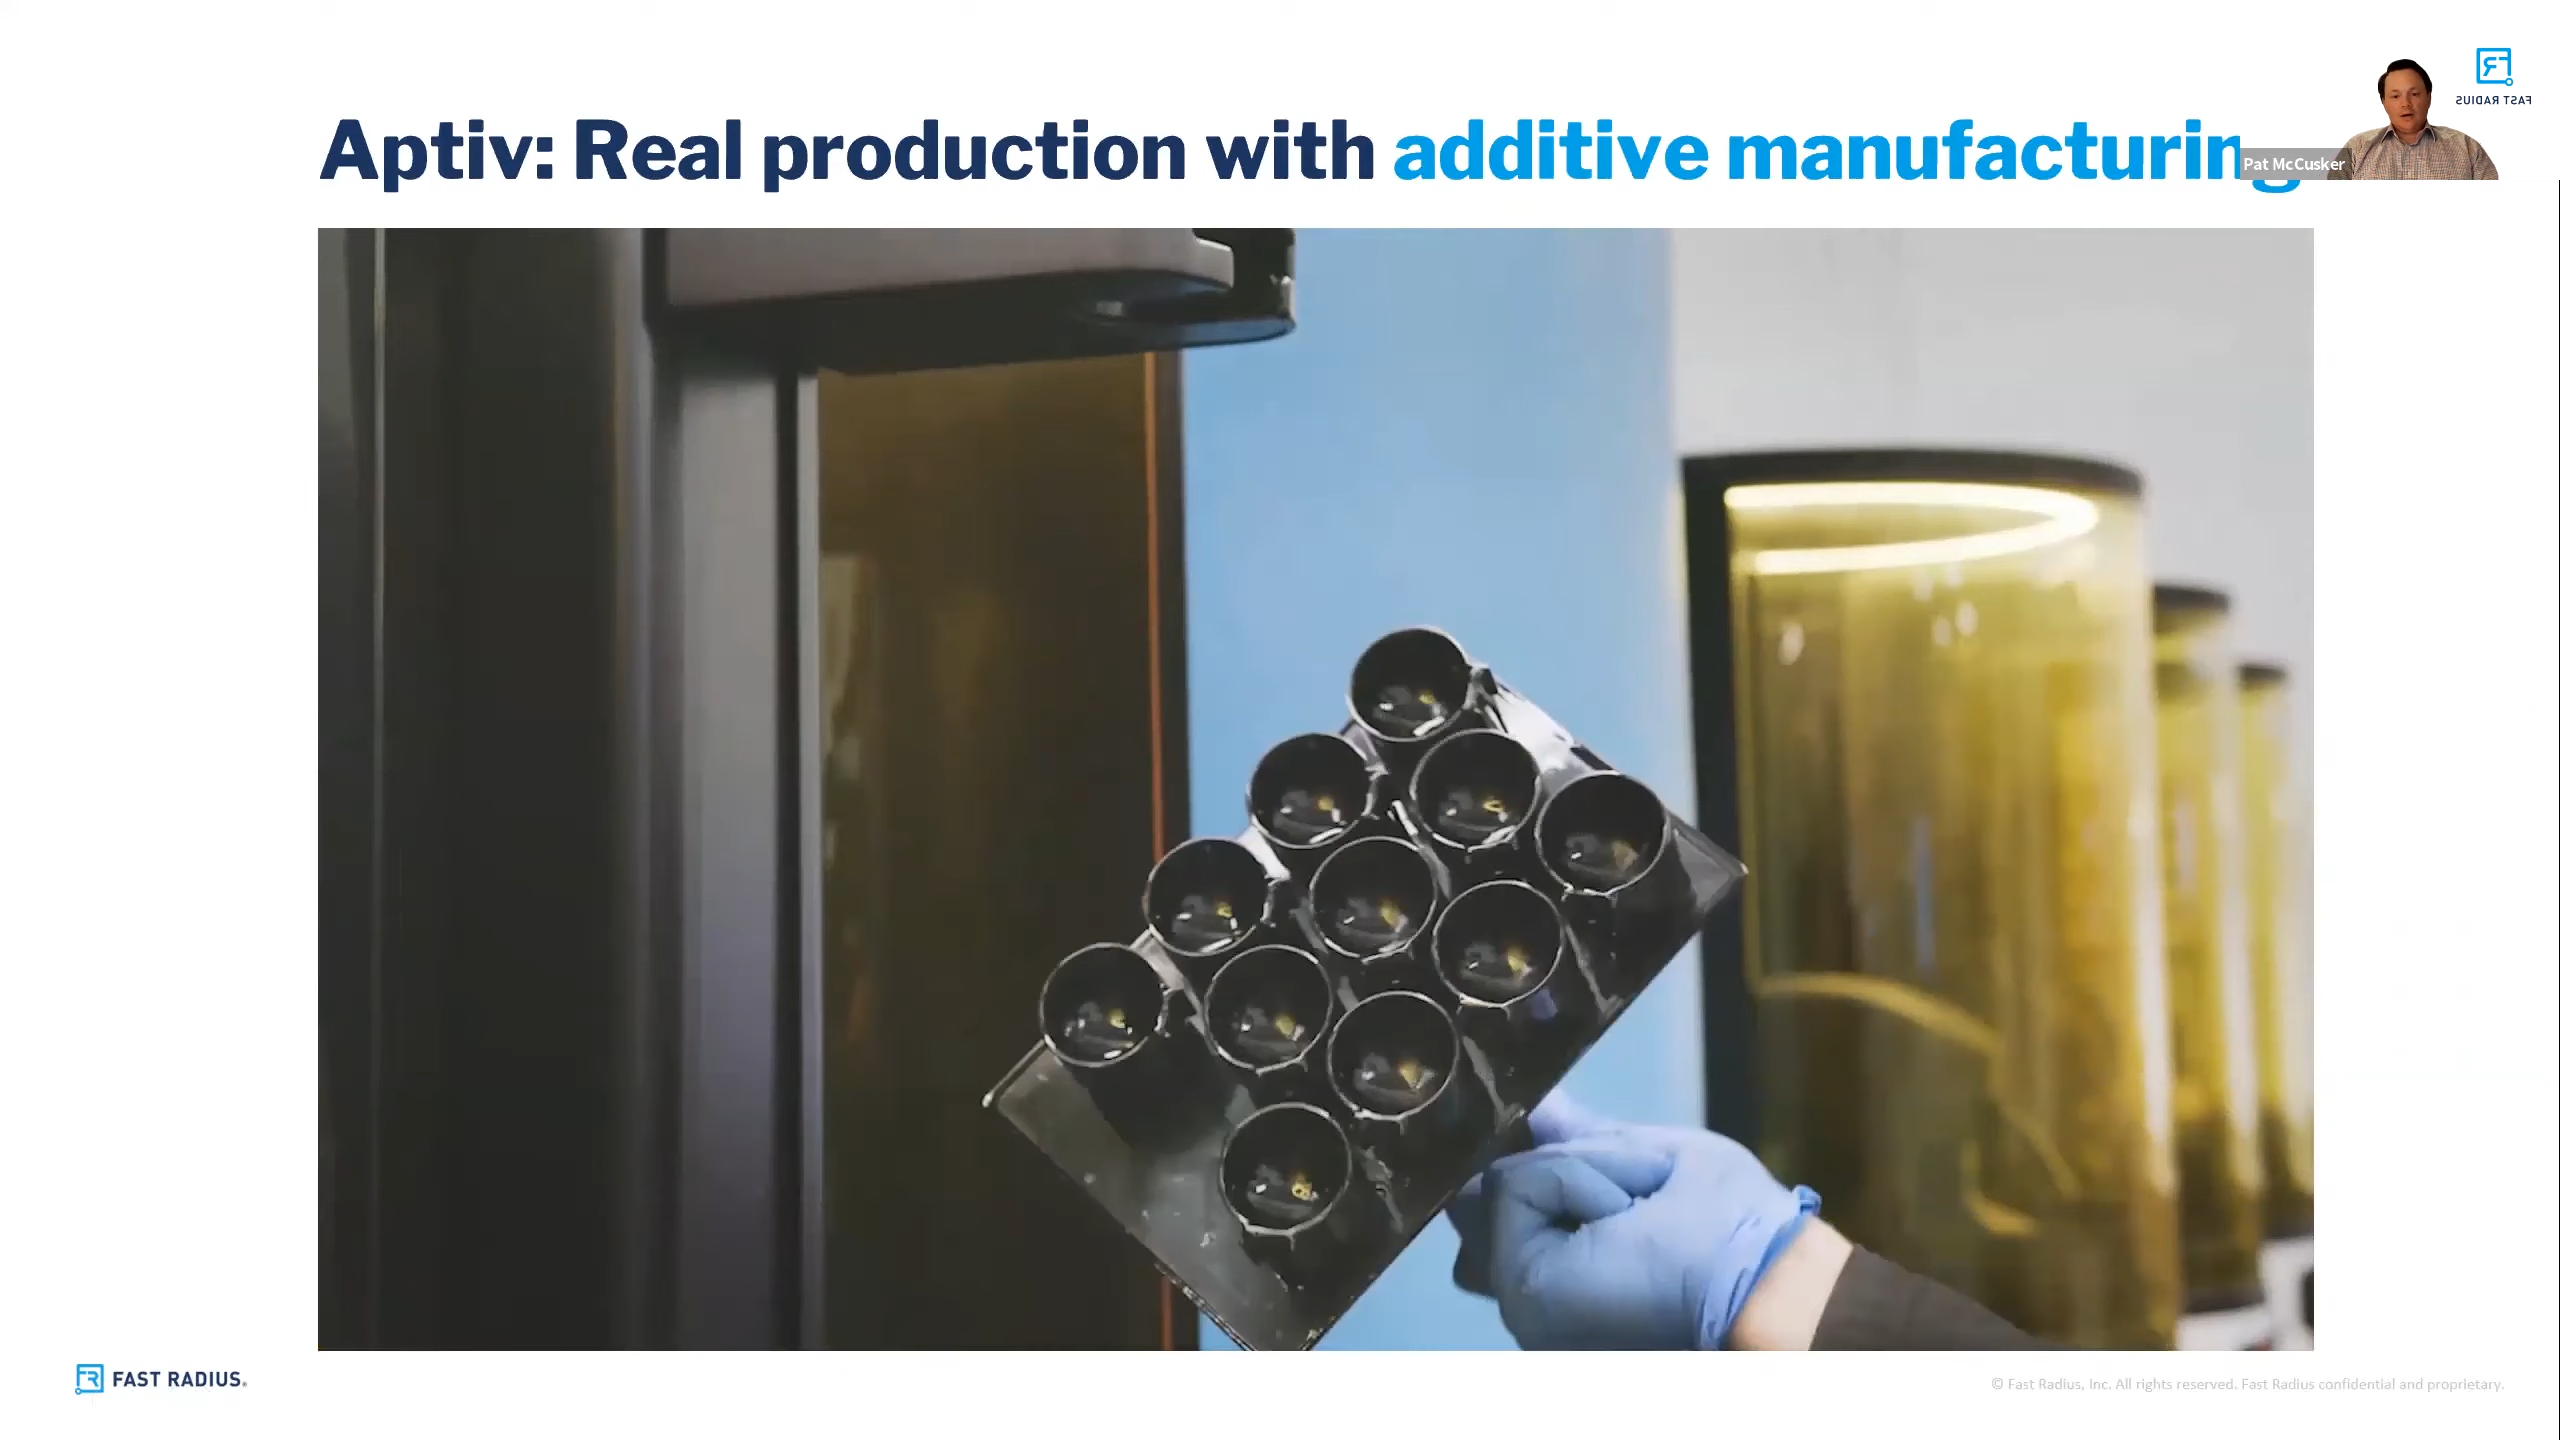 FAST RADIUS
Aptiv: Real production with additive manufacturing
Pat McCusker
FAST RADIUS®
© Fast Radius, Inc. All rights reserved. Fast Radius confidential and proprietary.